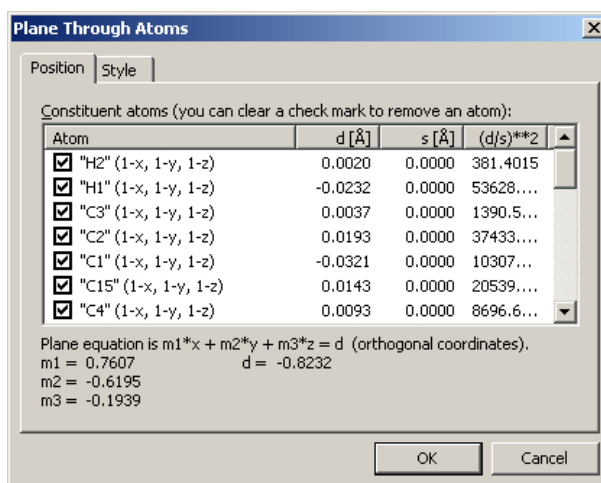 Plane Through Atoms
Position Style
Constituent atoms (you can clear a check mark to remove an atom):
Atom d [Å] s [Å] (d/s)**2
"H2" (1-x, 1-y, 1-z) 0.0020 0.0000 381.4015
"H1" (1-x, 1-y, 1-z) -0.0232 0.0000 53628....
"C3" (1-x, 1-y, 1-z) 0.0037 0.0000 1390.5...
"C2" (1-x, 1-y, 1-z) 0.0193 0.0000 37433....
"C1" (1-x, 1-y, 1-z) -0.0321 0.0000 10307...
"C15" (1-x, 1-y, 1-z) 0.0143 0.0000 20539....
"C4" (1-x, 1-y, 1-z) 0.0093 0.0000 8696.6...
Plane equation is m1*x + m2*y + m3*z = d (orthogonal coordinates).
m1 = 0.7607 d = -0.8232
m2 = -0.6195
m3 = -0.1939
OK Cancel